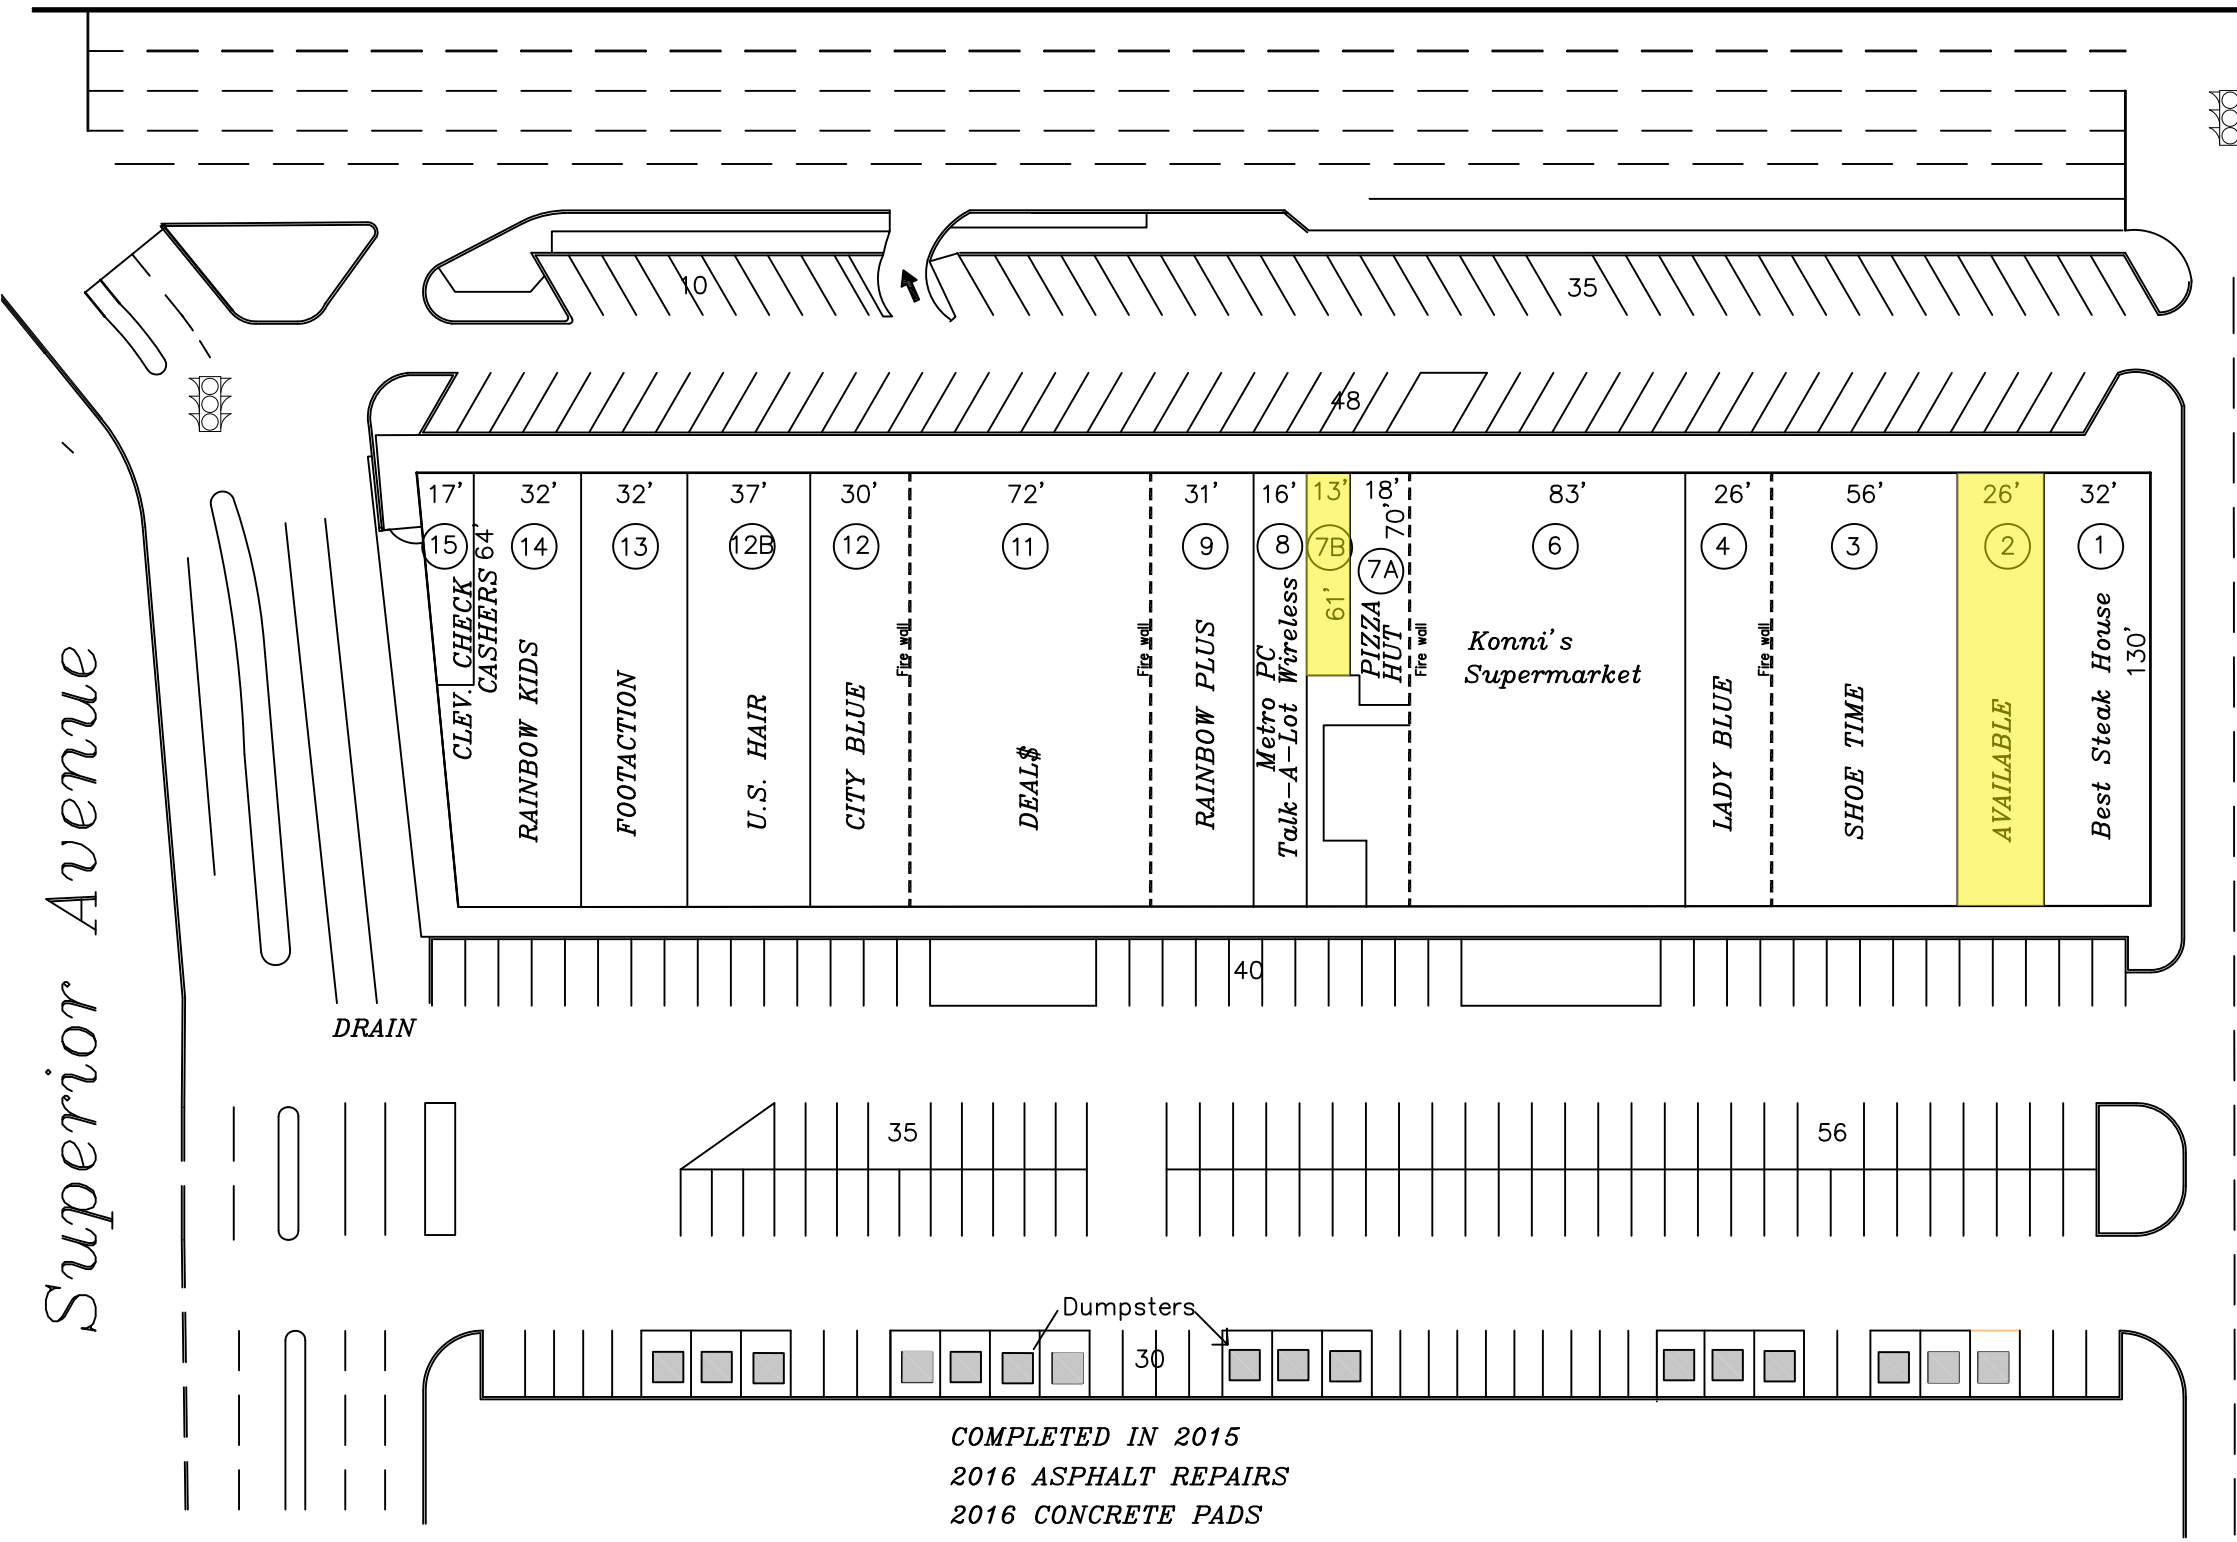 10
35
48
17'
32'
32'
37'
30'
72'
31'
16'
13'
18'
83'
26'
56'
26'
32'
15
14
13
12B
12
11
9
8
7B
7A
6
4
3
2
1
64'
70'
61'
130'
CLEV. CHECK
CASHERS
RAINBOW KIDS
FOOTACTION
U.S. HAIR
CITY BLUE
Fire wall
DEAL$
Fire wall
RAINBOW PLUS
Metro PC
Talk-A-Lot Wireless
PIZZA
HUT
Fire wall
Konni's
Supermarket
LADY BLUE
Fire wall
SHOE TIME
AVAILABLE
Best Steak House
Superior Avenue
40
DRAIN
35
56
Dumpsters
30
COMPLETED IN 2015
2016 ASPHALT REPAIRS
2016 CONCRETE PADS